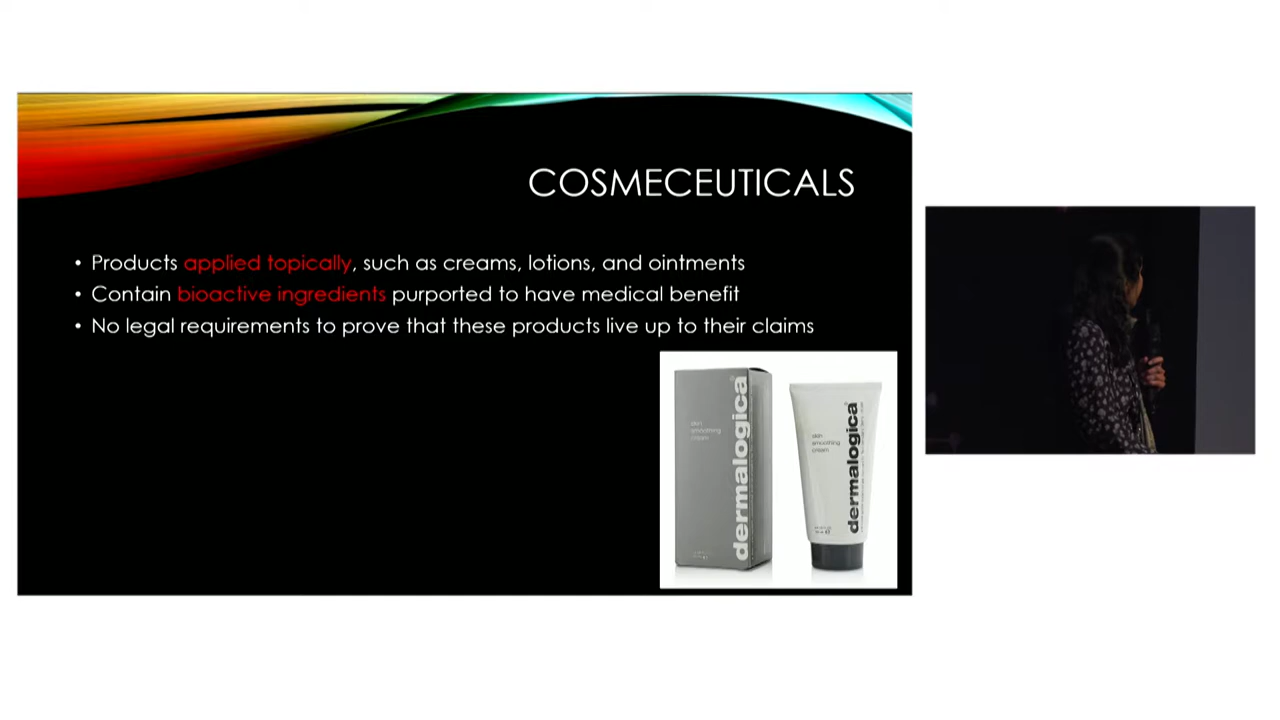 COSMECEUTICALS
• Products applied topically, such as creams, lotions, and ointments
• Contain bioactive ingredients purported to have medical benefit
• No legal requirements to prove that these products live up to their claims
skin
smoothing
cream
dermalogica
skin
smoothing
cream
dermalogica